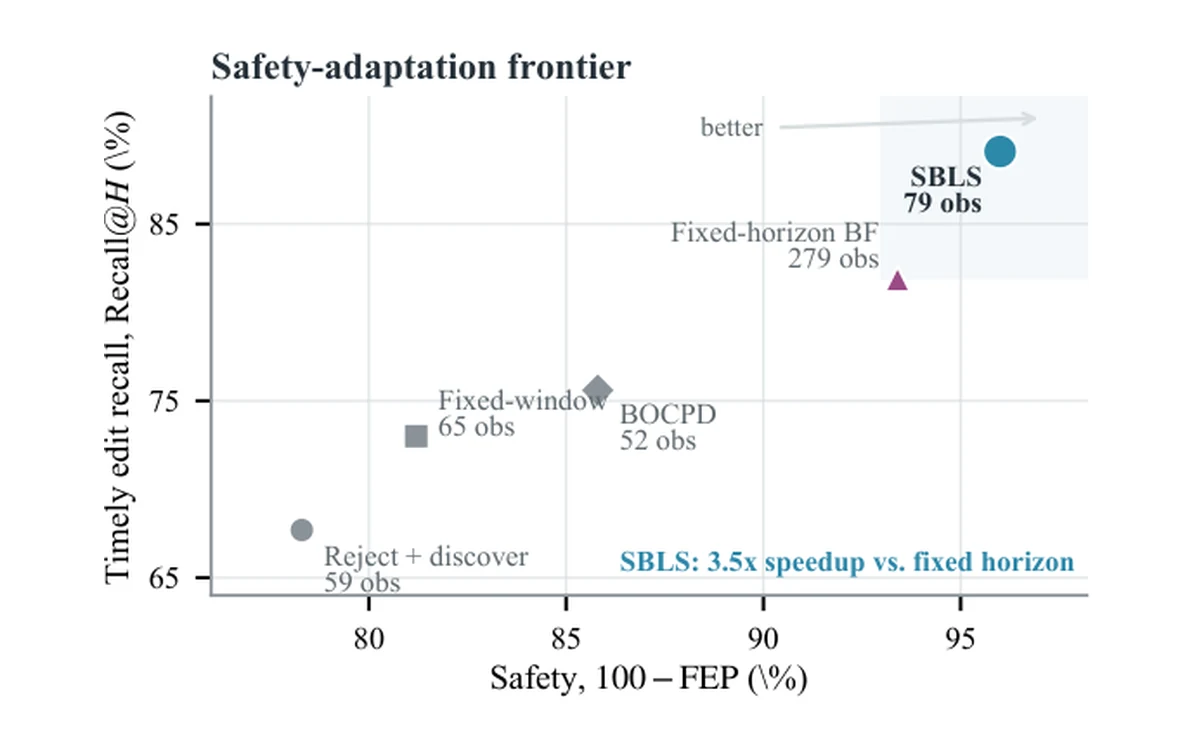 Safety-adaptation frontier
better
SBLS
79 obs
Fixed-horizon BF
279 obs
Fixed-window
65 obs
BOCPD
52 obs
Reject + discover
59 obs
SBLS: 3.5x speedup vs. fixed horizon
Timely edit recall, Recall@H (\%)
85
75
65
80
85
90
95
Safety, 100 − FEP (\%)